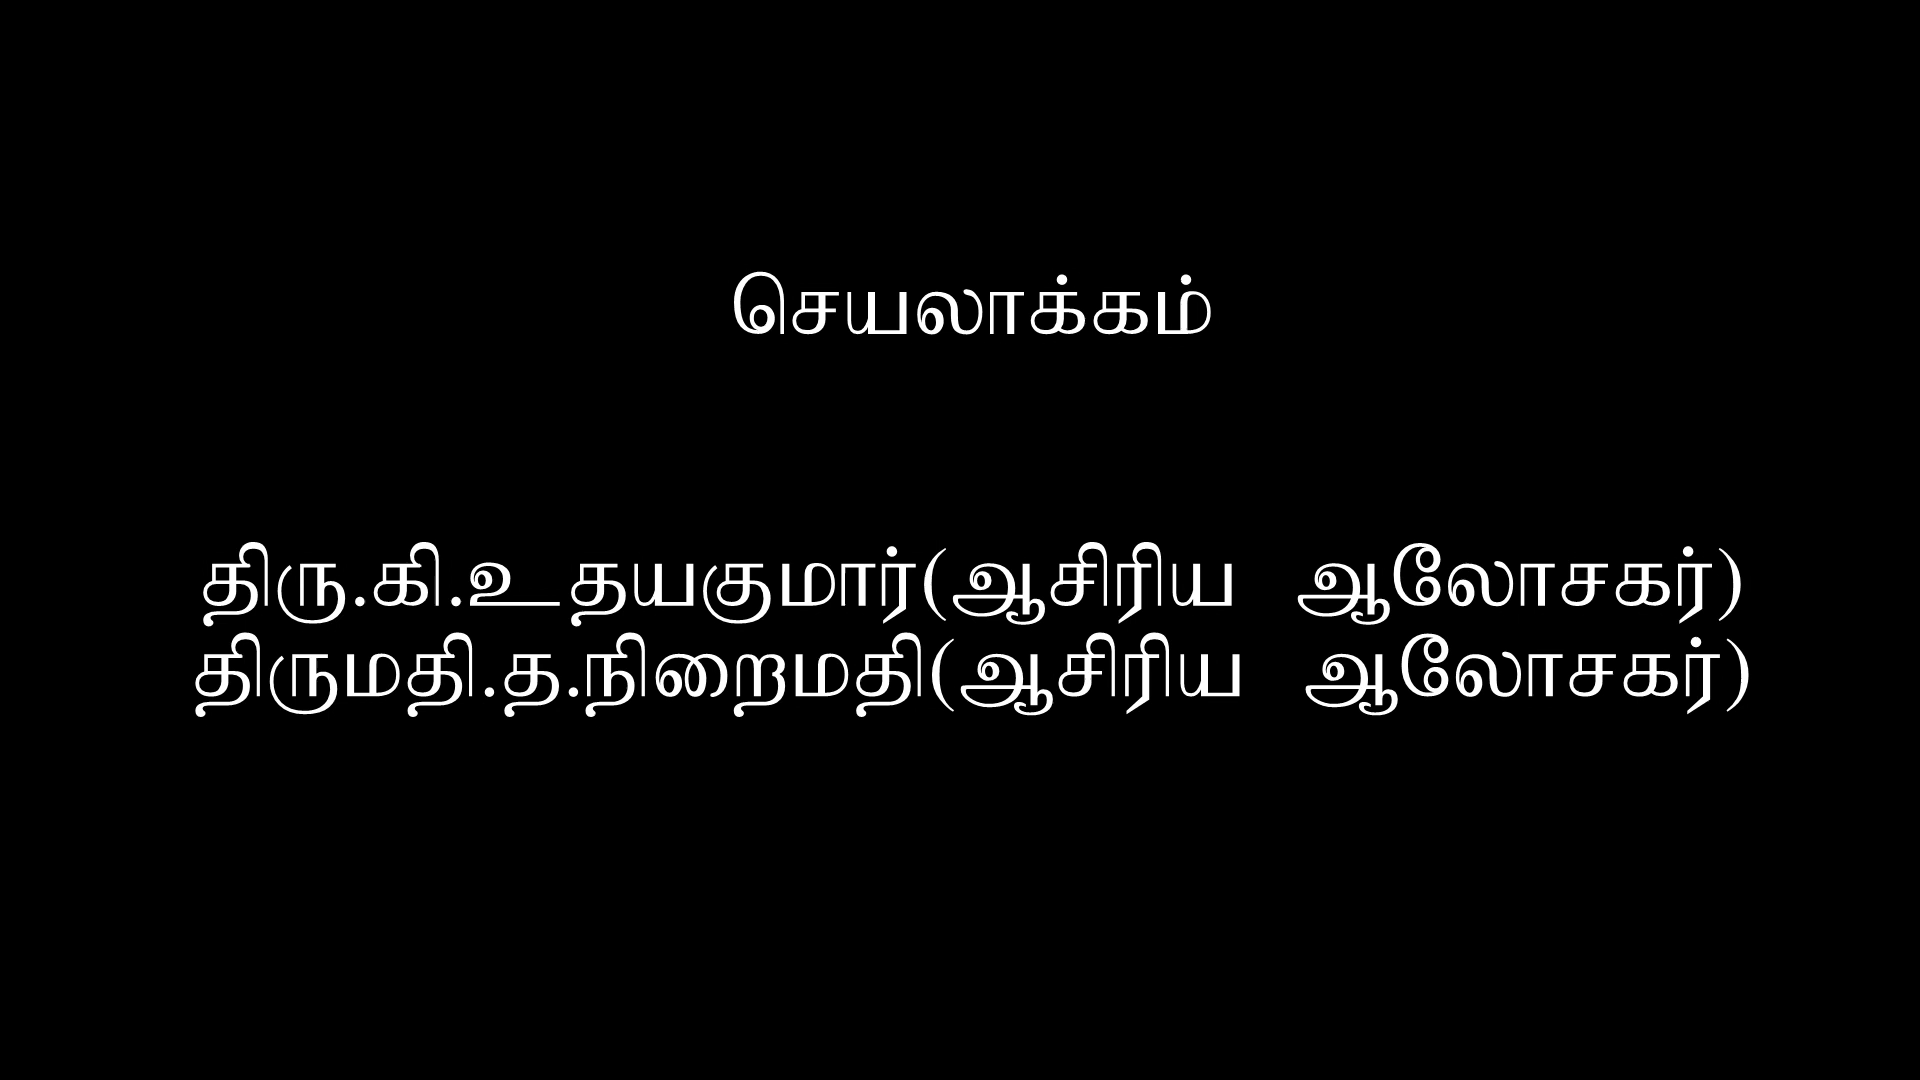 செயலாக்கம்
திரு.கி.உதயகுமார்(ஆசிரிய ஆலோசகர்)
திருமதி.த.நிறைமதி(ஆசிரிய ஆலோசகர்)